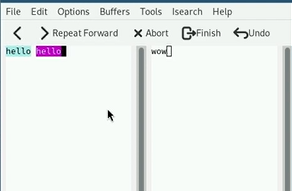 File Edit Options Buffers Tools Isearch Help
Repeat Forward Abort Finish Undo
hello hello wow